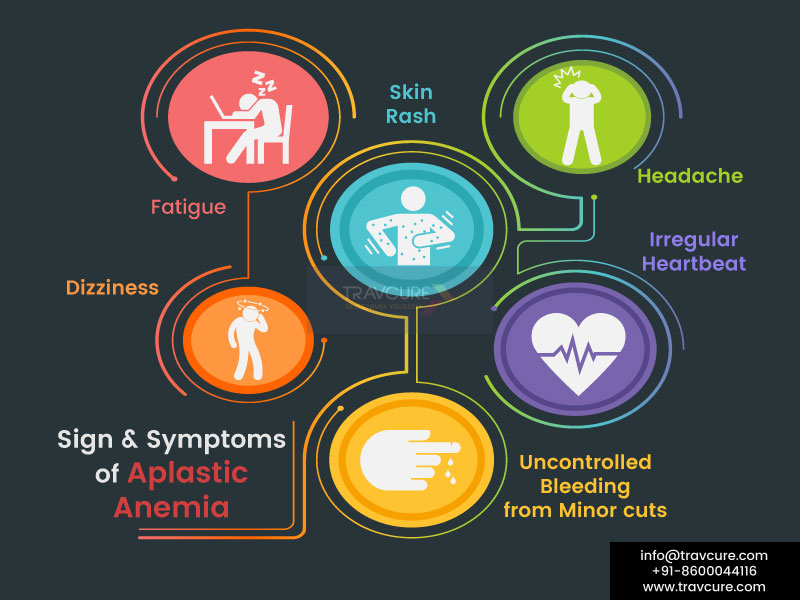 Skin
Rash
Fatigue
Headache
Irregular
Heartbeat
Dizziness
TRAVCURE
Sign & Symptoms
of Aplastic
Anemia
Uncontrolled
Bleeding
from Minor cuts
info@travcure.com
+91-8600044116
www.travcure.com